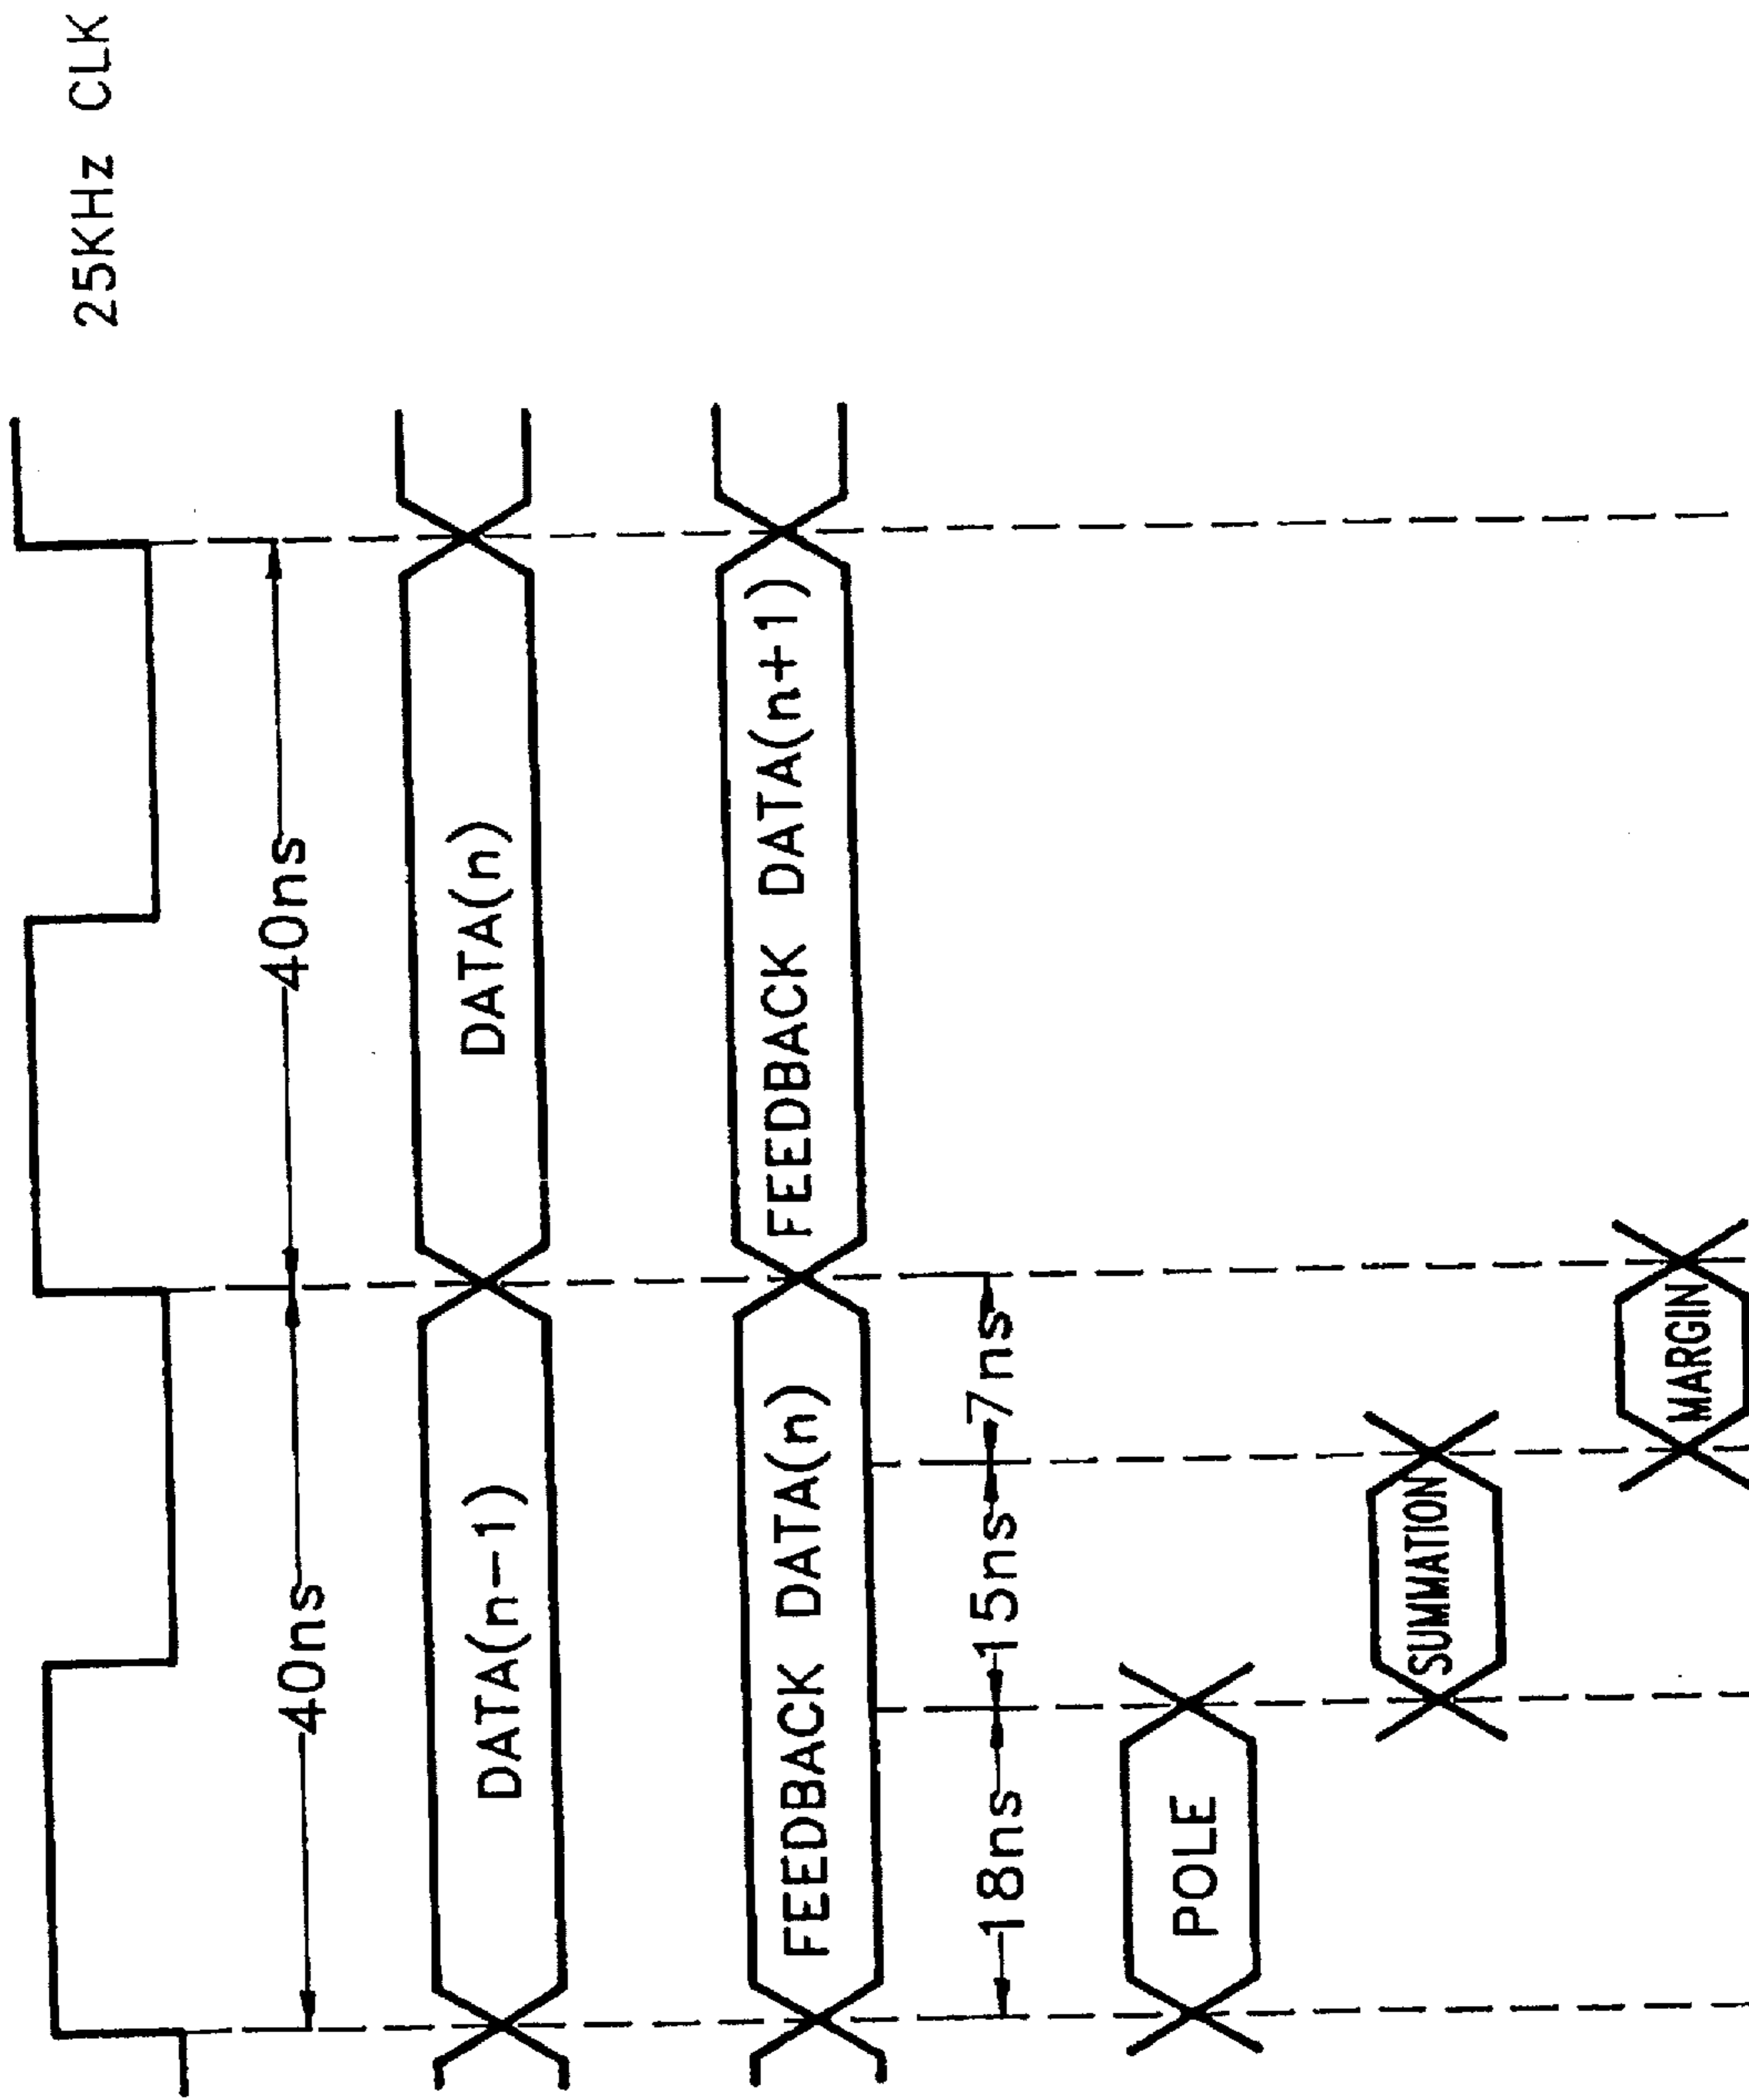 25KHz CLK
40ns
40ns
DATA(n-1)
DATA(n)
FEEDBACK DATA(n)
FEEDBACK DATA(n+1)
18ns
15ns
7ns
POLE
SUMMATION
MARGIN